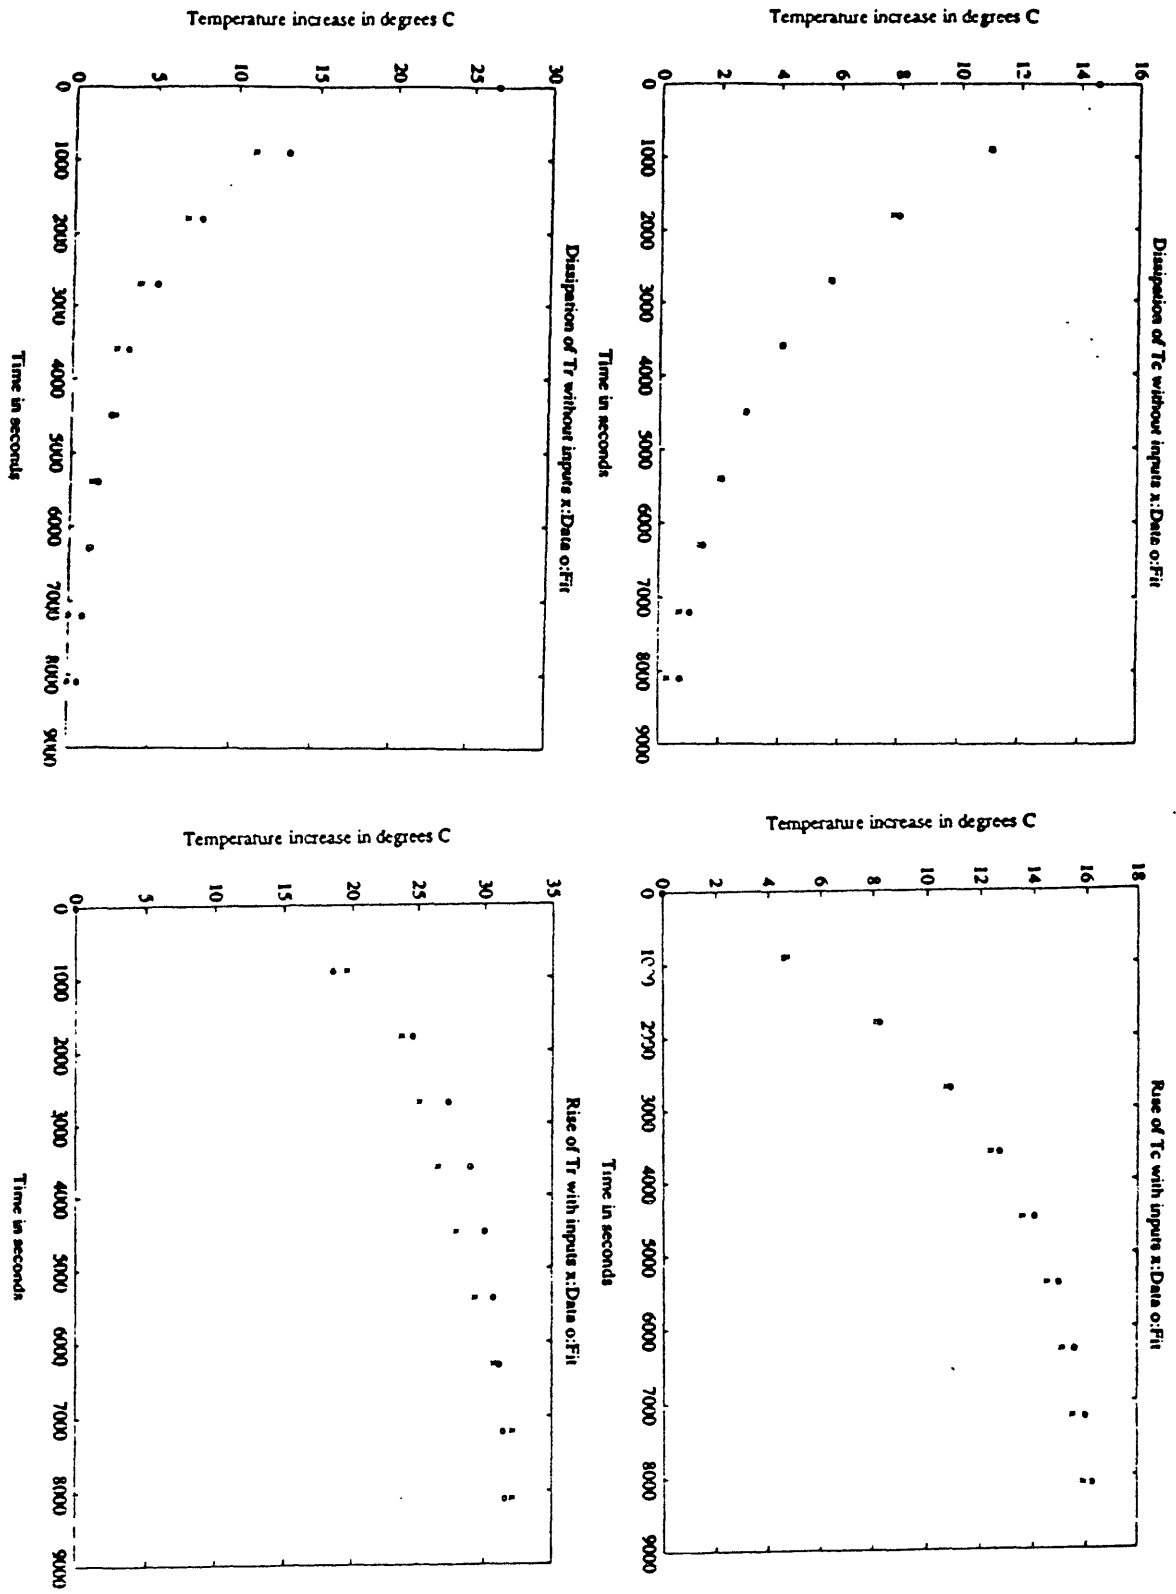 Dissipation of Tc without inputs x:Data o:Fit
Temperature increase in degrees C
16
14
12
10
8
6
4
2
0
0 1000 2000 3000 4000 5000 6000 7000 8000 9000
Time in seconds
Rise of Tc with inputs x:Data o:Fit
Temperature increase in degrees C
18
16
14
12
10
8
6
4
2
0
0 1000 2000 3000 4000 5000 6000 7000 8000 9000
Time in seconds
Dissipation of Tr without inputs x:Data o:Fit
Temperature increase in degrees C
30
25
20
15
10
5
0
0 1000 2000 3000 4000 5000 6000 7000 8000 9000
Time in seconds
Rise of Tr with inputs x:Data o:Fit
Temperature increase in degrees C
35
30
25
20
15
10
5
0
0 1000 2000 3000 4000 5000 6000 7000 8000 9000
Time in seconds